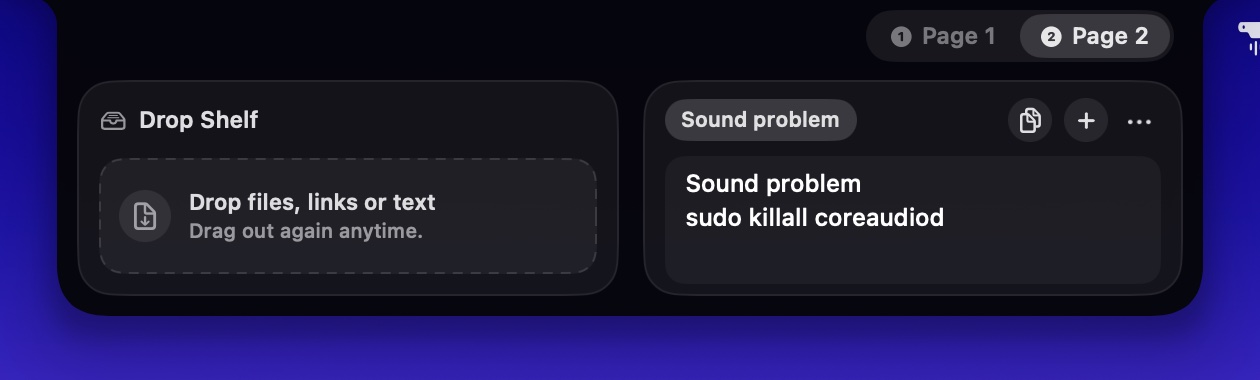 1 Page 1
2 Page 2
Drop Shelf
Drop files, links or text
Drag out again anytime.
Sound problem
Sound problem
sudo killall coreaudiod